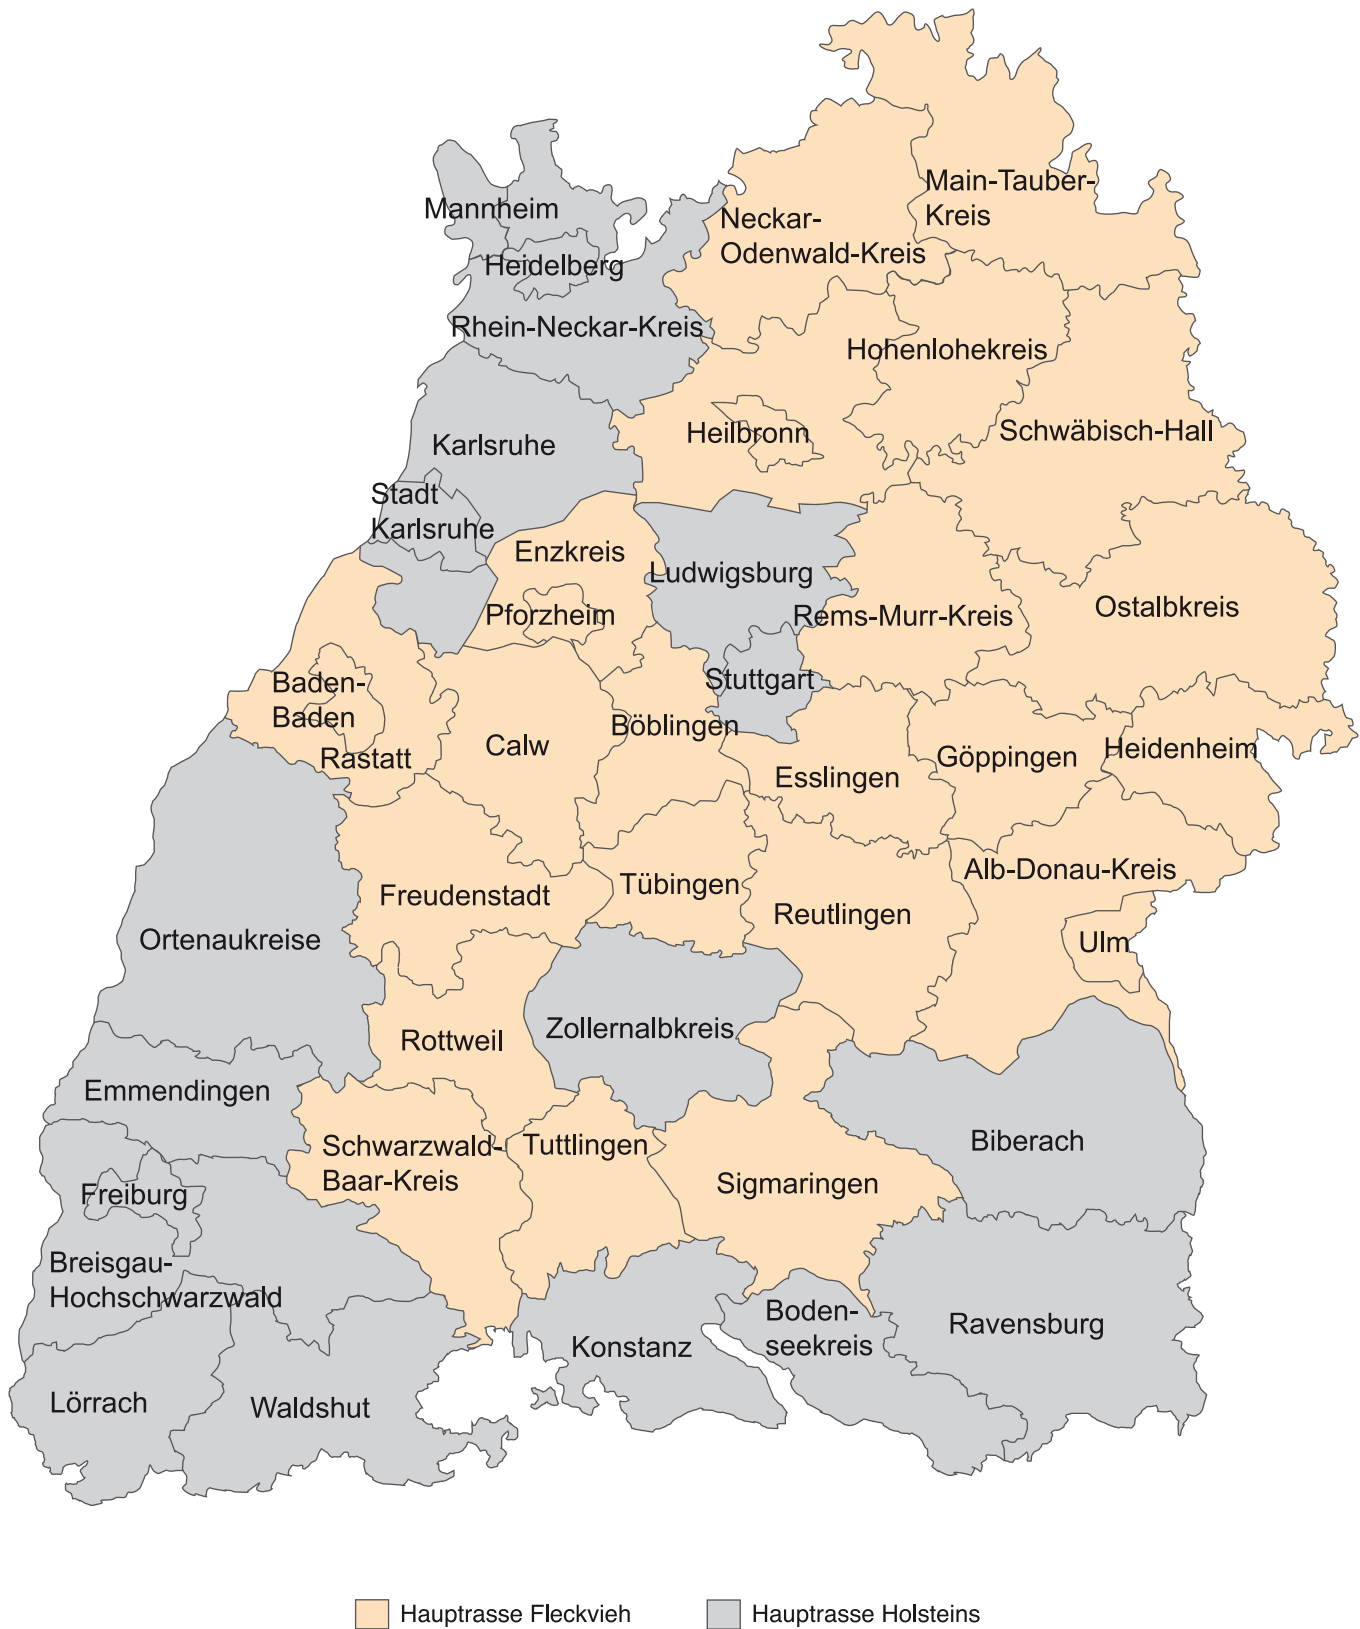 Main-Tauber-
Kreis
Mannheim
Neckar-
Odenwald-Kreis
Heidelberg
Rhein-Neckar-Kreis
Hohenlohekreis
Heilbronn
Schwäbisch-Hall
Karlsruhe
Stadt
Karlsruhe
Enzkreis
Ludwigsburg
Pforzheim
Rems-Murr-Kreis
Ostalbkreis
Stuttgart
Baden-
Baden
Rastatt
Calw
Böblingen
Esslingen
Göppingen
Heidenheim
Freudenstadt
Tübingen
Reutlingen
Alb-Donau-Kreis
Ulm
Ortenaukreise
Rottweil
Zollernalbkreis
Emmendingen
Schwarzwald-
Baar-Kreis
Tuttlingen
Sigmaringen
Biberach
Freiburg
Breisgau-
Hochschwarzwald
Konstanz
Boden-
seekreis
Ravensburg
Lörrach
Waldshut
Hauptrasse Fleckvieh
Hauptrasse Holsteins